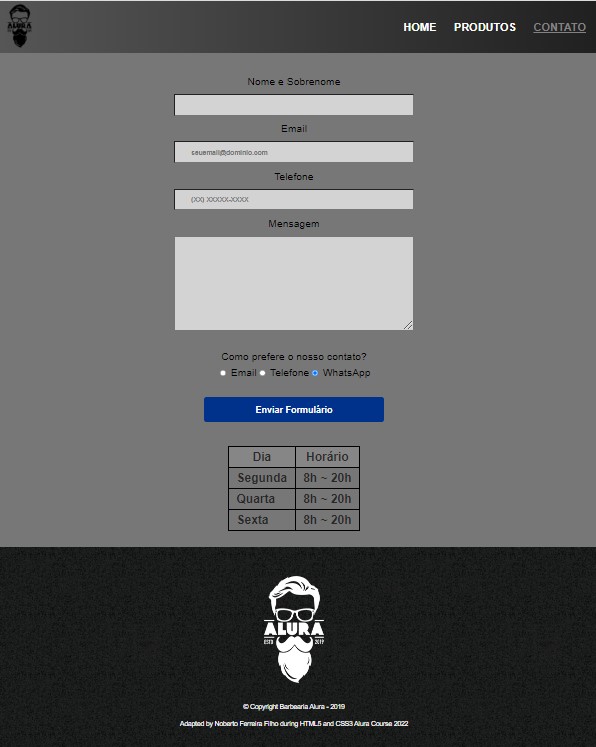 ALURA
HOME PRODUTOS CONTATO
Nome e Sobrenome
Email
seuemail@dominio.com
Telefone
(XX) XXXXX-XXXX
Mensagem
Como prefere o nosso contato?
Email Telefone WhatsApp
Enviar Formulário
Dia Horário
Segunda 8h ~ 20h
Quarta 8h ~ 20h
Sexta 8h ~ 20h
ALURA
ESTD 2019
© Copyright Barbearia Alura - 2019
Adapted by Noberto Ferreira Filho during HTML5 and CSS3 Alura Course 2022